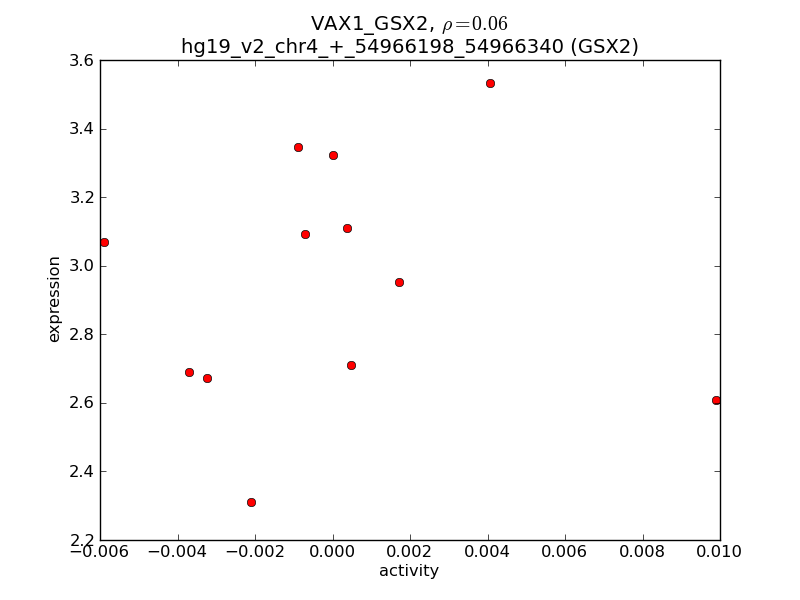 VAX1_GSX2, ρ=0.06
hg19_v2_chr4_+_54966198_54966340 (GSX2)
3.6
3.4
3.2
3.0
2.8
2.6
2.4
2.2
expression
−0.006 −0.004 −0.002 0.000 0.002 0.004 0.006 0.008 0.010
activity